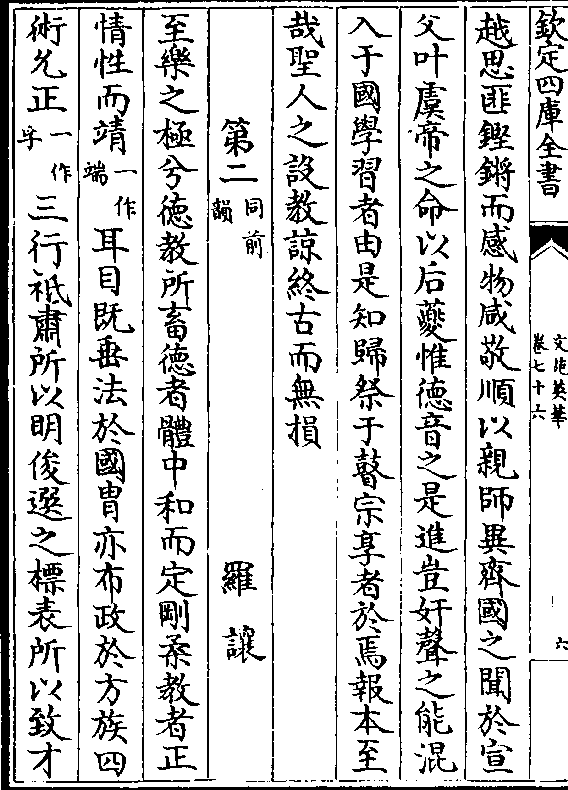 欽定四庫全書
文苑英華
卷七十六
六
越思匪鏗鏘而感物咸敬順以親師異齊國之聞於宣
父叶虞帝之命以后夔惟德音之是進豈奸聲之能混
入于國學習者由是知歸祭于瞽宗享者於焉報本至
哉聖人之設教諒終古而無損
第二 同前韻 羅讓
至樂之極兮德教所畜德者體中和而定剛柔教者正
情性而靖 一作端 耳目既垂法於國冑亦布政於方族四
術允正 一作字 三行祗肅所以明俊選之標表所以致才